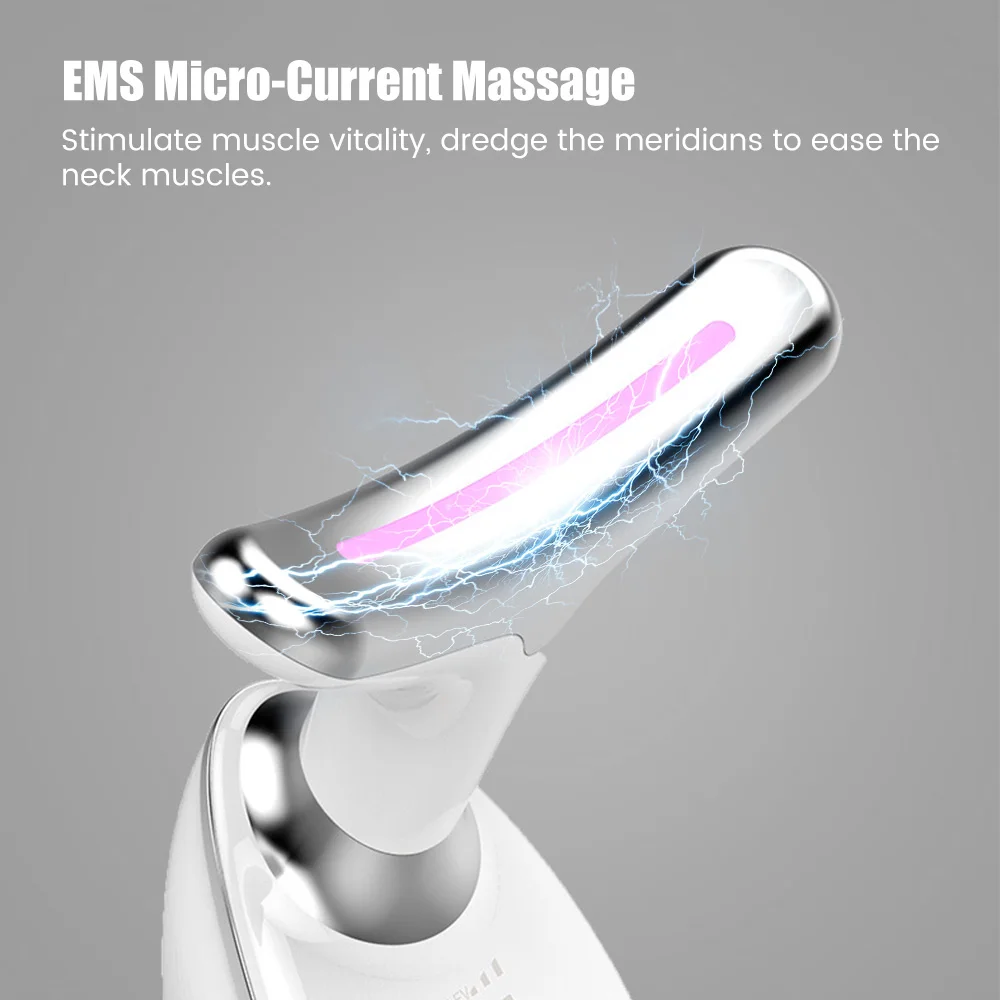 EMS Micro-Current Massage
Stimulate muscle vitality, dredge the meridians to ease the
neck muscles.